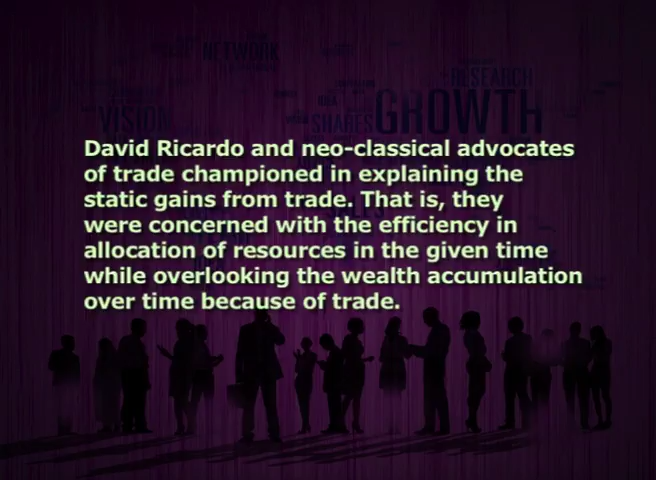 NETWORK
RESEARCH
VISION
SHARES
GROWTH
David Ricardo and neo-classical advocates
of trade championed in explaining the
static gains from trade. That is, they
were concerned with the efficiency in
allocation of resources in the given time
while overlooking the wealth accumulation
over time because of trade.